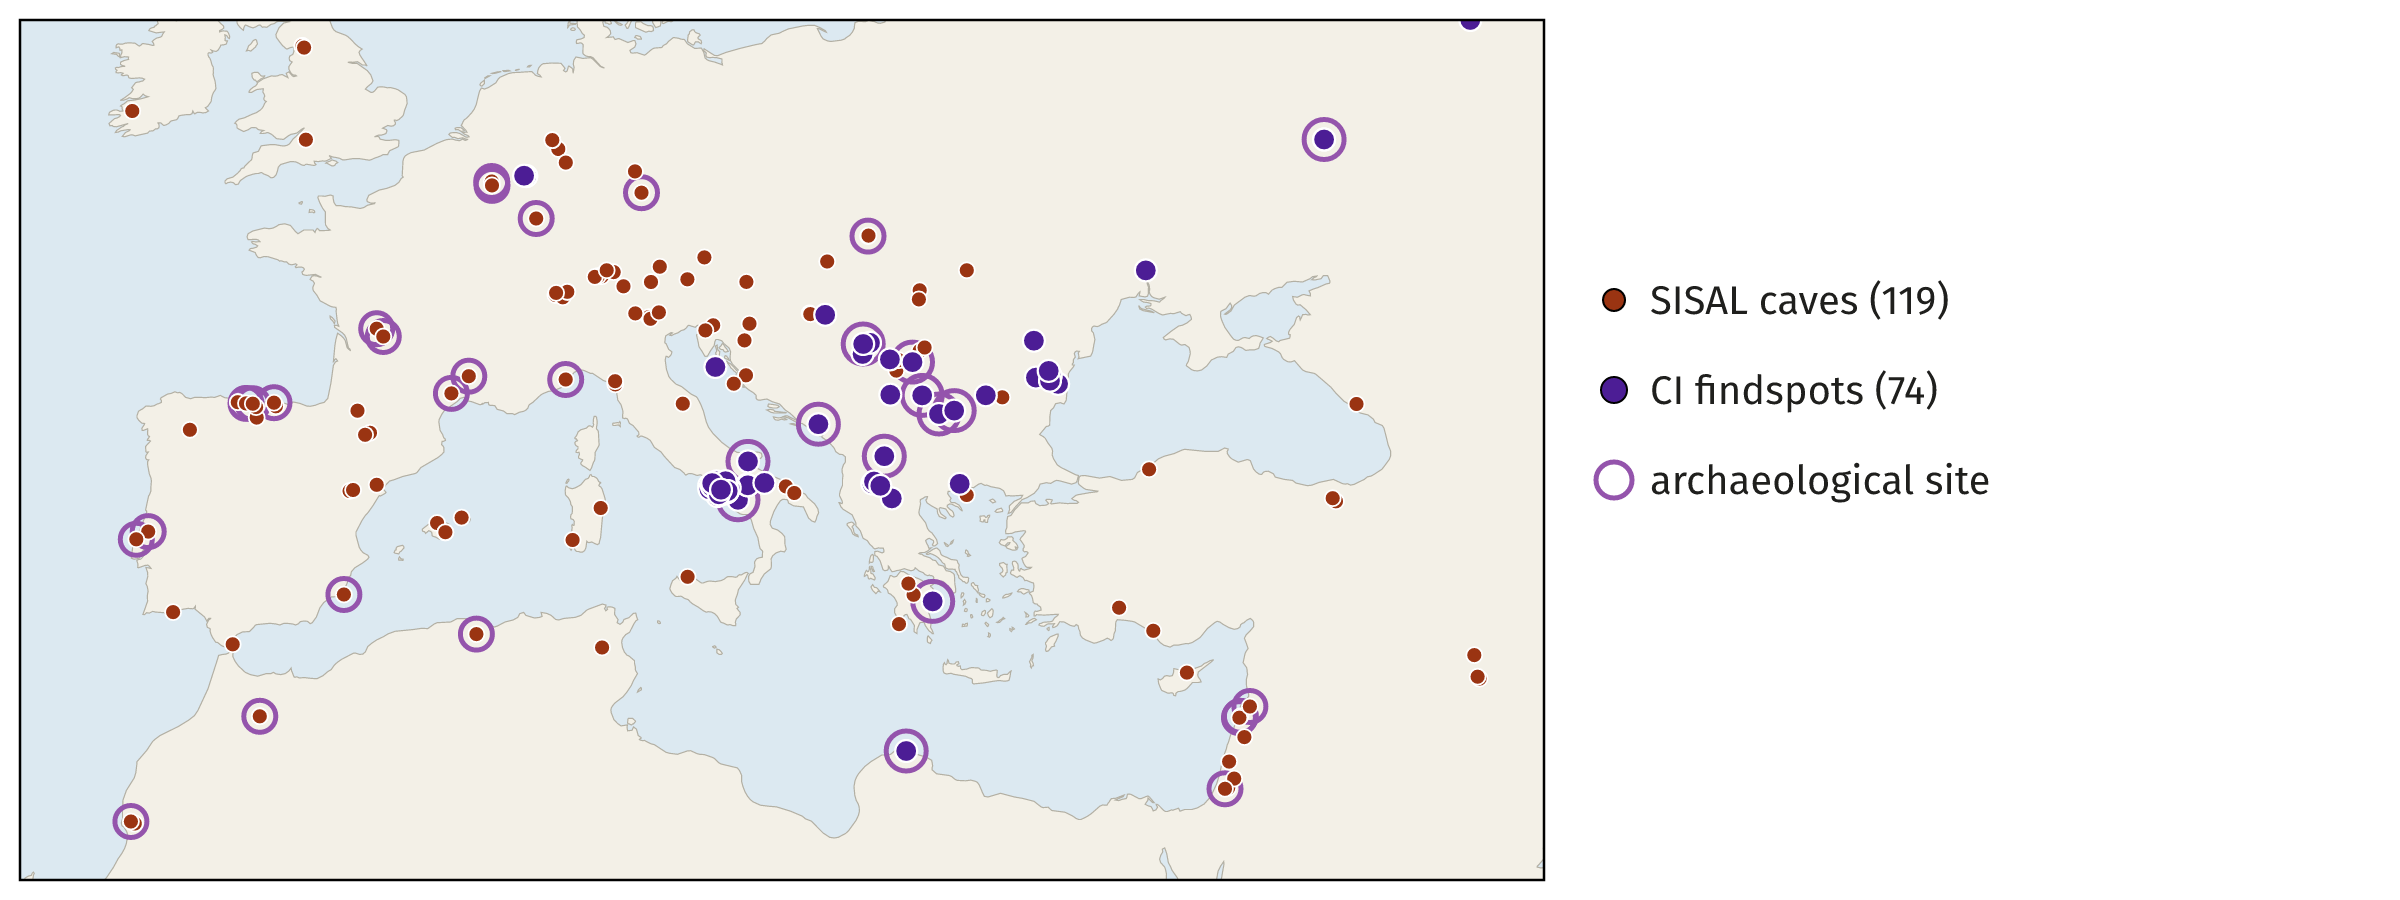 SISAL caves (119)
CI findspots (74)
archaeological site